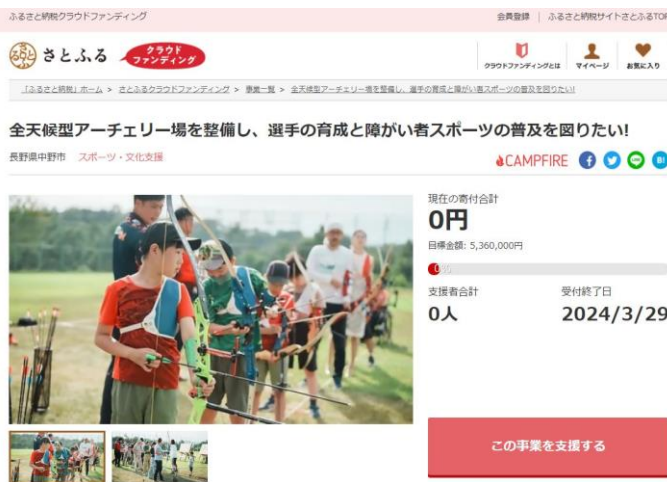 ふるさと納税クラウドファンディング
会員登録 | ふるさと納税サイトさとふるTOP
さとふる クラウドファンディング
クラウドファンディングとは マイページ お気に入り
「ふるさと納税」ホーム > さとふるクラウドファンディング > 事業一覧 > 全天候型アーチェリー場を整備し、選手の育成と障がい者スポーツの普及を図りたい!
全天候型アーチェリー場を整備し、選手の育成と障がい者スポーツの普及を図りたい!
長野県中野市 スポーツ・文化支援
CAMPFIRE
現在の寄付合計
0円
目標金額: 5,360,000円
支援者合計 受付終了日
0人 2024/3/29
この事業を支援する